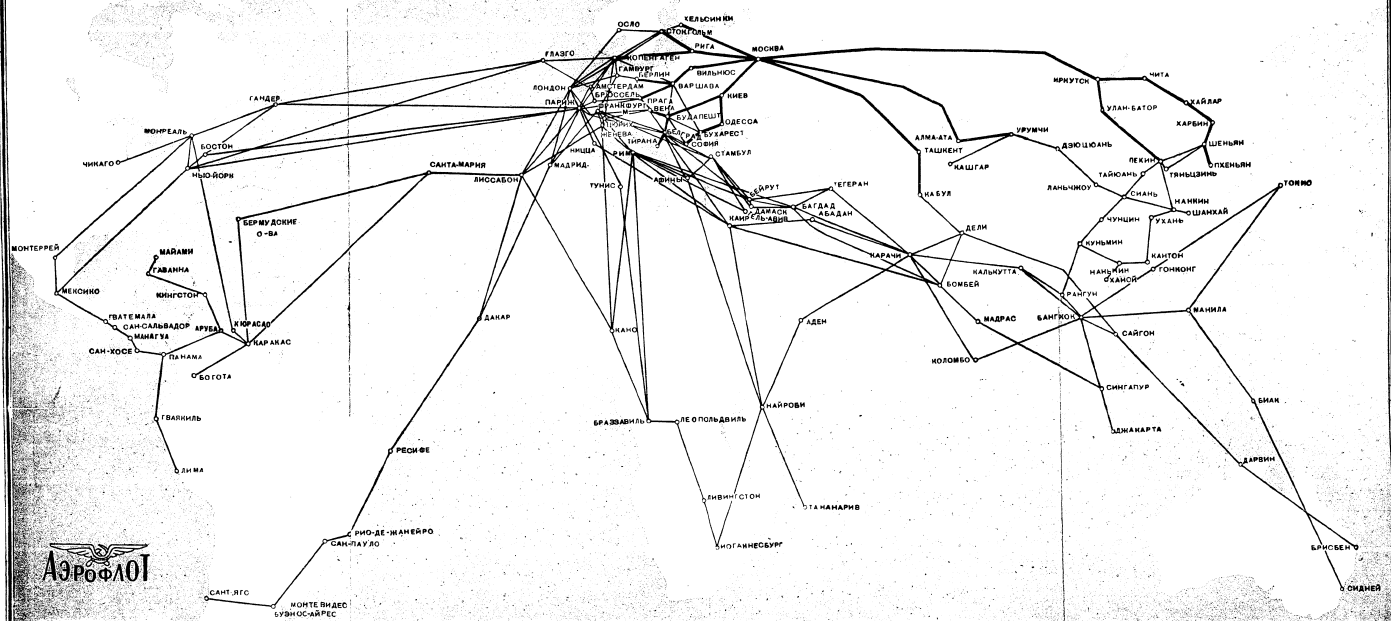 ОСЛО
ХЕЛЬСИНКИ
СТОКГОЛЬМ
РИГА
МОСКВА
ГЛАЗГО
КОПЕНГАГЕН
ГАМБУРГ
БЕРЛИН
ВИЛЬНЮС
ИРКУТСК
ЧИТА
ЛОНДОН
АМСТЕРДАМ
ВАРШАВА
БРЮССЕЛЬ
КИЕВ
ГАНДЕР
ПАРИЖ
ФРАНКФУРТ
ПРАГА
ВЕНА
УЛАН-БАТОР
ХАЙЛАР
БУДАПЕШТ
ОДЕССА
ХАРБИН
МОНРЕАЛЬ
ЖЕНЕВА
БУХАРЕСТ
АЛМА-АТА
УРУМЧИ
БОСТОН
ТИРАНА
СОФИЯ
ТАШКЕНТ
ДЗЮЦЮАНЬ
ШЕНЬЯН
ЧИКАГО
НИЦЦА
РИМ
СТАМБУЛ
КАШГАР
ПЕКИН
ПХЕНЬЯН
НЬЮ-ЙОРК
САНТА-МАРИЯ
ЛИССАБОН
МАДРИД
ТАЙЮАНЬ
ТЯНЬЦЗИНЬ
ТУНИС
АФИНЫ
БЕЙРУТ
ТЕГЕРАН
КАБУЛ
ЛАНЬЧЖОУ
СИАНЬ
ТОКИО
БАГДАД
НАНКИН
БЕРМУДСКИЕ
О-ВА
КАИР
ТЕЛЬ-АВИВ
ДАМАСК
АБАДАН
ЧУНЦИН
УХАНЬ
ШАНХАЙ
ДЕЛИ
МОНТЕРРЕЙ
МАЙАМИ
КАРАЧИ
КУНЬМИН
КАНТОН
ГАВАННА
КАЛЬКУТТА
НАНЬНИН
ГОНКОНГ
ХАНОЙ
МЕКСИКО
КИНГСТОН
БОМБЕЙ
РАНГУН
ГВАТЕМАЛА
САН-САЛЬВАДОР
МАНАГУА
АРУБА
КЮРАСАО
ДАКАР
КАНО
АДЕН
МАДРАС
БАНГКОК
МАНИЛА
САЙГОН
САН-ХОСЕ
ПАНАМА
КАРАКАС
КОЛОМБО
БОГОТА
СИНГАПУР
ГВАЯКИЛЬ
БРАЗЗАВИЛЬ
ЛЕОПОЛЬДВИЛЬ
НАЙРОБИ
БИАК
ДЖАКАРТА
ЛИМА
РЕСИФЕ
ДАРВИН
ЛИВИНГСТОН
ТАНАНАРИВ
РИО-ДЕ-ЖАНЕЙРО
САН-ПАУЛО
ИОГАННЕСБУРГ
БРИСБЕН
АЭРОФЛОТ
СИДНЕЙ
САНТЬЯГО
МОНТЕВИДЕО
БУЭНОС-АЙРЕС